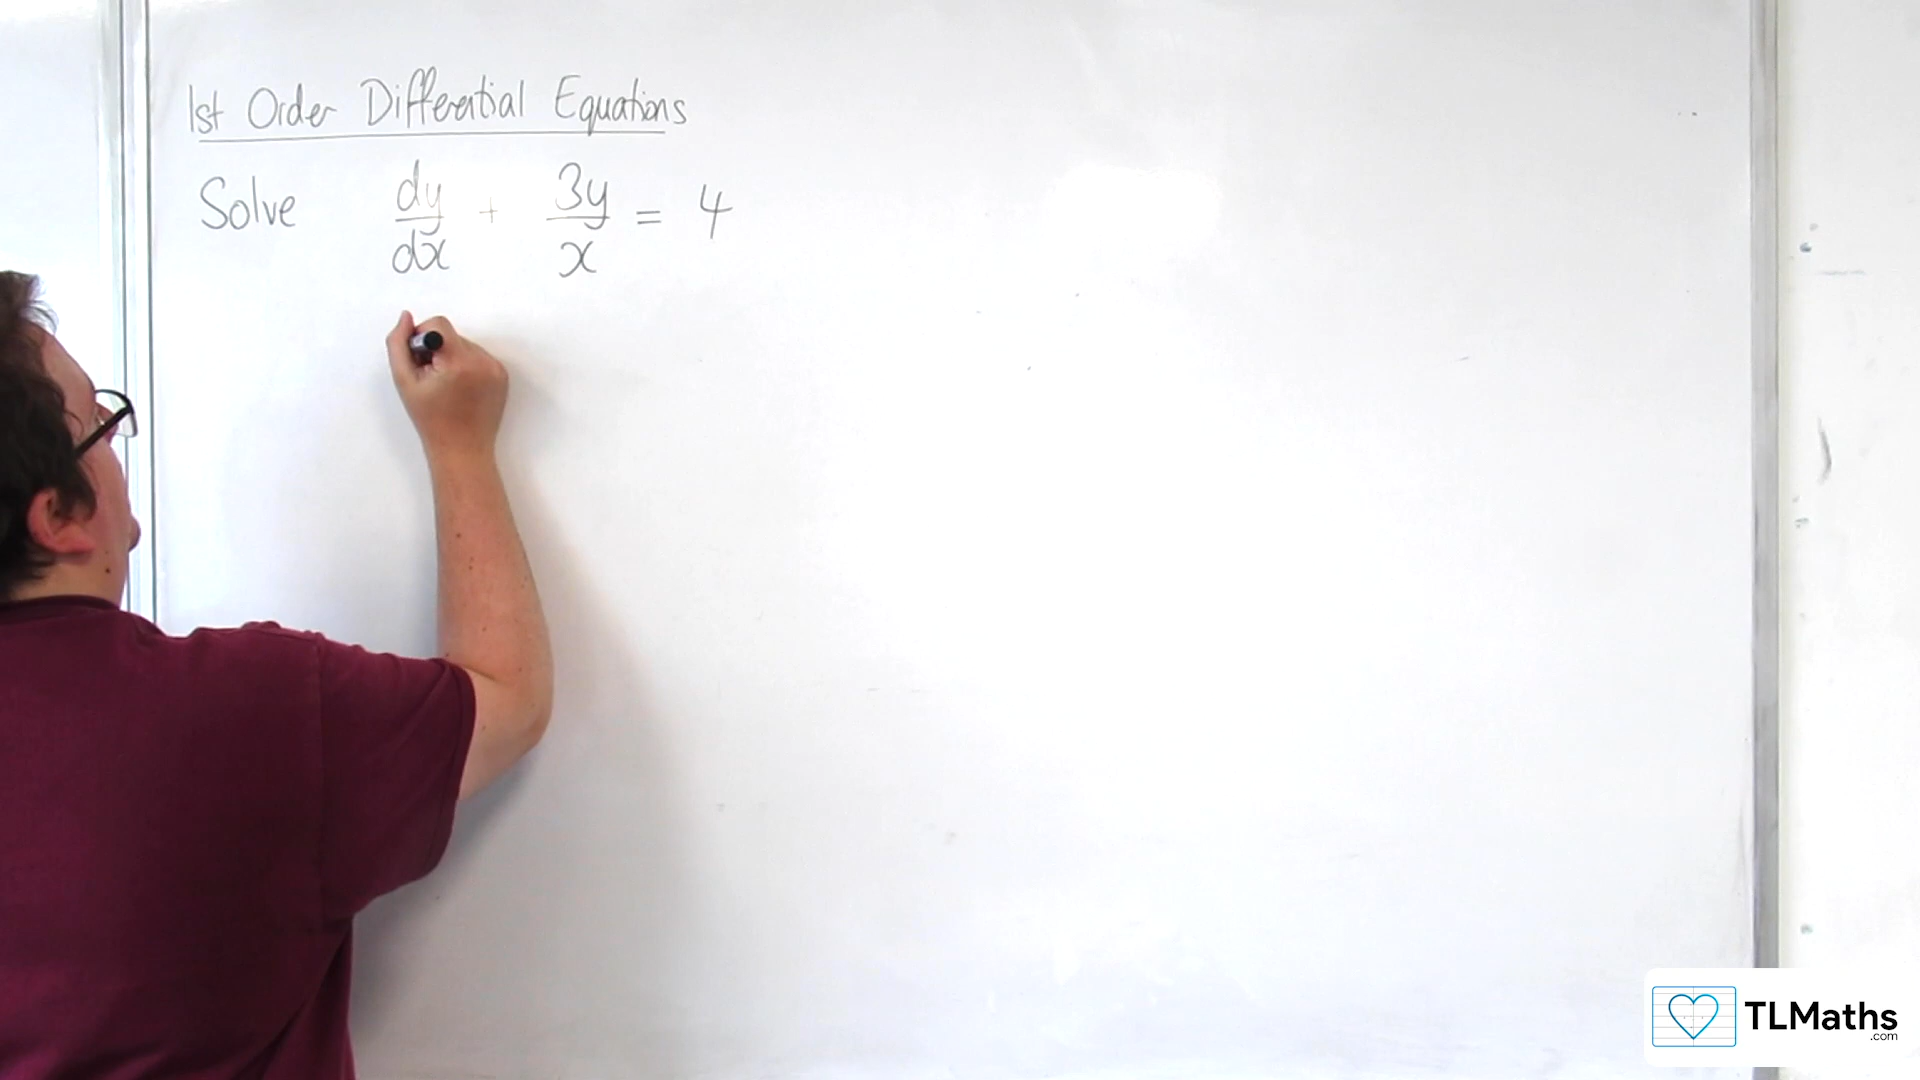 1st Order Differential Equations
Solve dy/dx + 3y/x = 4
TLMaths
.com